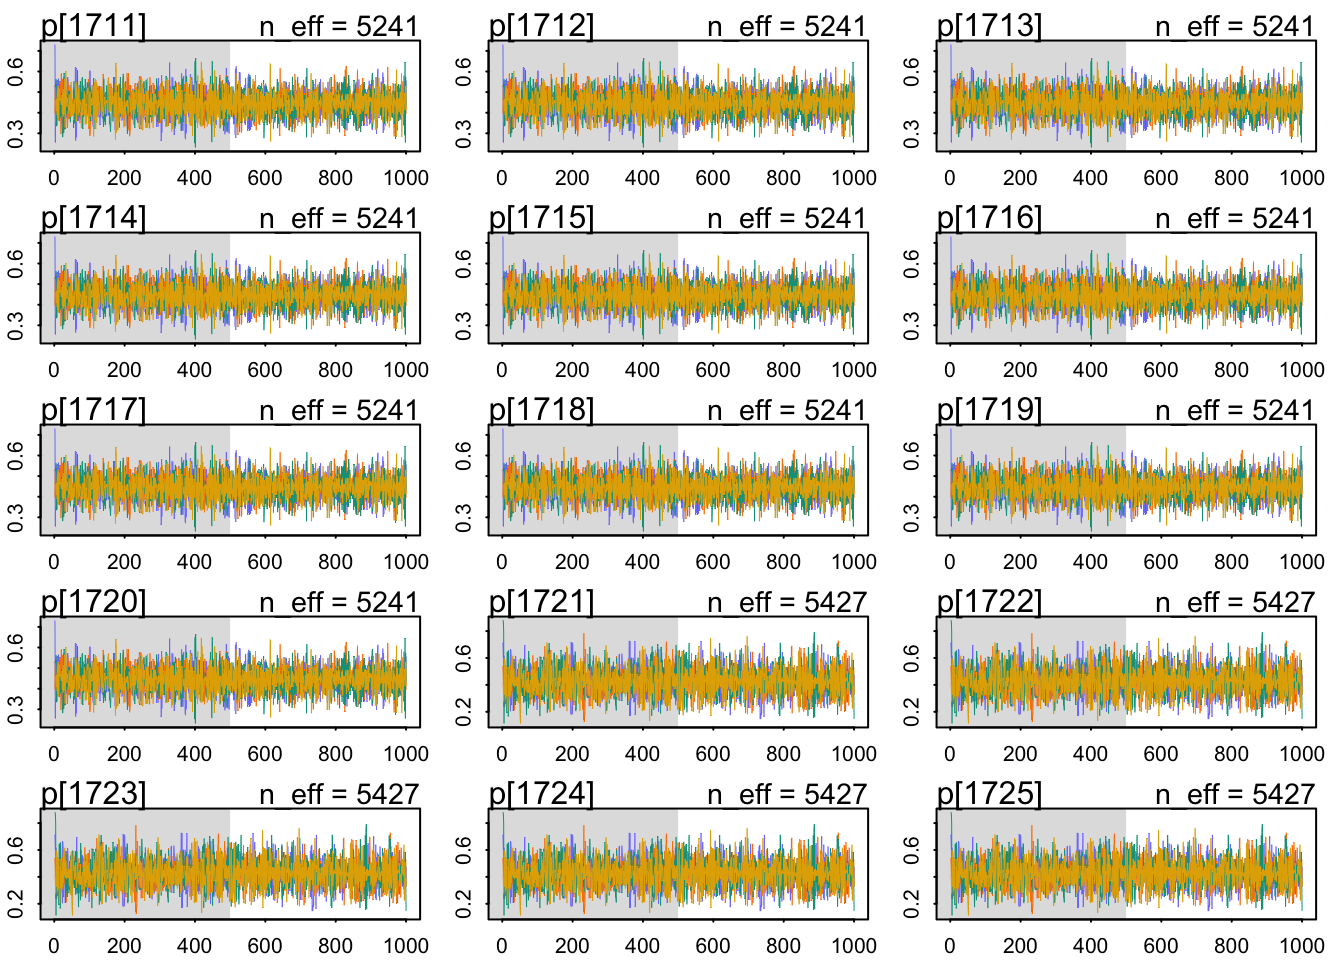 p[1711] n_eff = 5241 p[1712] n_eff = 5241 p[1713] n_eff = 5241
0.3 0.6 0.3 0.6 0.3 0.6
0 200 400 600 800 1000 0 200 400 600 800 1000 0 200 400 600 800 1000
p[1714] n_eff = 5241 p[1715] n_eff = 5241 p[1716] n_eff = 5241
0.3 0.6 0.3 0.6 0.3 0.6
0 200 400 600 800 1000 0 200 400 600 800 1000 0 200 400 600 800 1000
p[1717] n_eff = 5241 p[1718] n_eff = 5241 p[1719] n_eff = 5241
0.3 0.6 0.3 0.6 0.3 0.6
0 200 400 600 800 1000 0 200 400 600 800 1000 0 200 400 600 800 1000
p[1720] n_eff = 5241 p[1721] n_eff = 5427 p[1722] n_eff = 5427
0.3 0.6 0.2 0.6 0.2 0.6
0 200 400 600 800 1000 0 200 400 600 800 1000 0 200 400 600 800 1000
p[1723] n_eff = 5427 p[1724] n_eff = 5427 p[1725] n_eff = 5427
0.2 0.6 0.2 0.6 0.2 0.6
0 200 400 600 800 1000 0 200 400 600 800 1000 0 200 400 600 800 1000